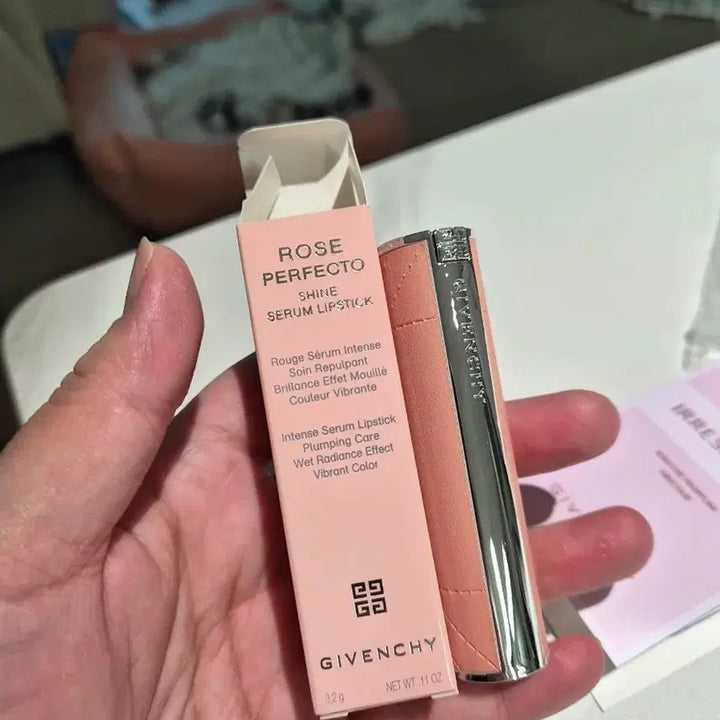 ROSE
PERFECTO
SHINE
SERUM LIPSTICK
Rouge Sérum Intense
Soin Repulpant
Brillance Effet Mouillé
Couleur Vibrante
Intense Serum Lipstick
Plumping Care
Wet Radiance Effect
Vibrant Color
GIVENCHY
3.2g NET WT. .11 OZ
GIVENCHY